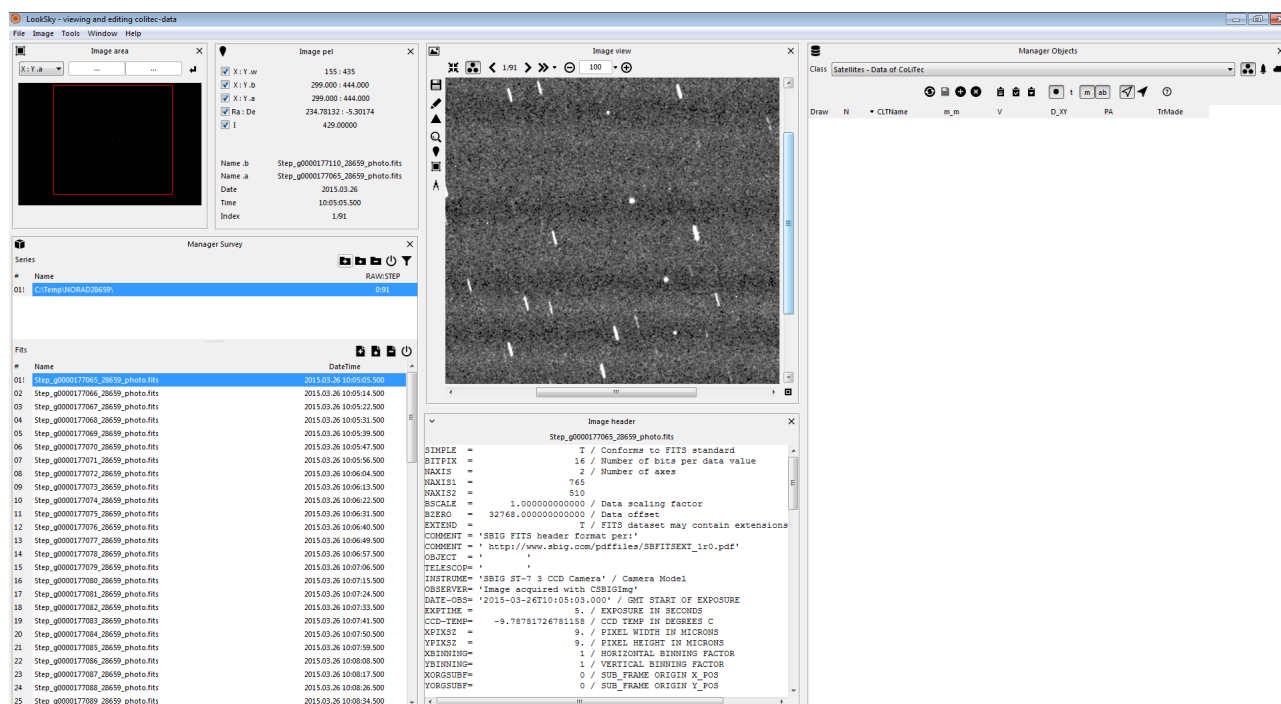 LookSky - viewing and editing colitec-data
File Image Tools Window Help
Image area
X : Y .a ... ...
Image pel
X : Y .w 155 : 435
X : Y .b 299.000 : 444.000
X : Y .a 299.000 : 444.000
Ra : De 234.78132 : -5.30174
I 429.00000
Name .b Step_g0000177110_28659_photo.fits
Name .a Step_g0000177065_28659_photo.fits
Date 2015.03.26
Time 10:05:05.500
Index 1/91
Manager Survey
Series
# Name RAW:STEP
01! C:\Temp\NORAD28659\ 0:91
Fits
# Name DateTime
01! Step_g0000177065_28659_photo.fits 2015.03.26 10:05:05.500
02 Step_g0000177066_28659_photo.fits 2015.03.26 10:05:14.500
03 Step_g0000177067_28659_photo.fits 2015.03.26 10:05:22.500
04 Step_g0000177068_28659_photo.fits 2015.03.26 10:05:31.500
05 Step_g0000177069_28659_photo.fits 2015.03.26 10:05:39.500
06 Step_g0000177070_28659_photo.fits 2015.03.26 10:05:47.500
07 Step_g0000177071_28659_photo.fits 2015.03.26 10:05:56.500
08 Step_g0000177072_28659_photo.fits 2015.03.26 10:06:04.500
09 Step_g0000177073_28659_photo.fits 2015.03.26 10:06:13.500
10 Step_g0000177074_28659_photo.fits 2015.03.26 10:06:22.500
11 Step_g0000177075_28659_photo.fits 2015.03.26 10:06:31.500
12 Step_g0000177076_28659_photo.fits 2015.03.26 10:06:40.500
13 Step_g0000177077_28659_photo.fits 2015.03.26 10:06:49.500
14 Step_g0000177078_28659_photo.fits 2015.03.26 10:06:57.500
15 Step_g0000177079_28659_photo.fits 2015.03.26 10:07:06.500
16 Step_g0000177080_28659_photo.fits 2015.03.26 10:07:15.500
17 Step_g0000177081_28659_photo.fits 2015.03.26 10:07:24.500
18 Step_g0000177082_28659_photo.fits 2015.03.26 10:07:33.500
19 Step_g0000177083_28659_photo.fits 2015.03.26 10:07:41.500
20 Step_g0000177084_28659_photo.fits 2015.03.26 10:07:50.500
21 Step_g0000177085_28659_photo.fits 2015.03.26 10:07:59.500
22 Step_g0000177086_28659_photo.fits 2015.03.26 10:08:08.500
23 Step_g0000177087_28659_photo.fits 2015.03.26 10:08:17.500
24 Step_g0000177088_28659_photo.fits 2015.03.26 10:08:26.500
25 Step_g0000177089_28659_photo.fits 2015.03.26 10:08:34.500
Image view
1/91 100
Image header
Step_g0000177065_28659_photo.fits
SIMPLE = T / Conforms to FITS standard
BITPIX = 16 / Number of bits per data value
NAXIS = 2 / Number of axes
NAXIS1 = 765
NAXIS2 = 510
BSCALE = 1.000000000000 / Data scaling factor
BZERO = 32768.000000000000 / Data offset
EXTEND = T / FITS dataset may contain extensions
COMMENT = 'SBIG FITS header format per:'
COMMENT = ' http://www.sbig.com/pdffiles/SBFITSEXT_1r0.pdf'
OBJECT = ' '
TELESCOP= ' '
INSTRUME= 'SBIG ST-7 3 CCD Camera' / Camera Model
OBSERVER= 'Image acquired with CSBIGImg'
DATE-OBS= '2015-03-26T10:05:03.000' / GMT START OF EXPOSURE
EXPTIME = 5. / EXPOSURE IN SECONDS
CCD-TEMP= -9.78781726781158 / CCD TEMP IN DEGREES C
XPIXSZ = 9. / PIXEL WIDTH IN MICRONS
YPIXSZ = 9. / PIXEL HEIGHT IN MICRONS
XBINNING= 1 / HORIZONTAL BINNING FACTOR
YBINNING= 1 / VERTICAL BINNING FACTOR
XORGSUBF= 0 / SUB_FRAME ORIGIN X_POS
YORGSUBF= 0 / SUB_FRAME ORIGIN Y_POS
Manager Objects
Class Satellites - Data of CoLiTec
t m ab
Draw N CLTName m_m V D_XY PA TrMade